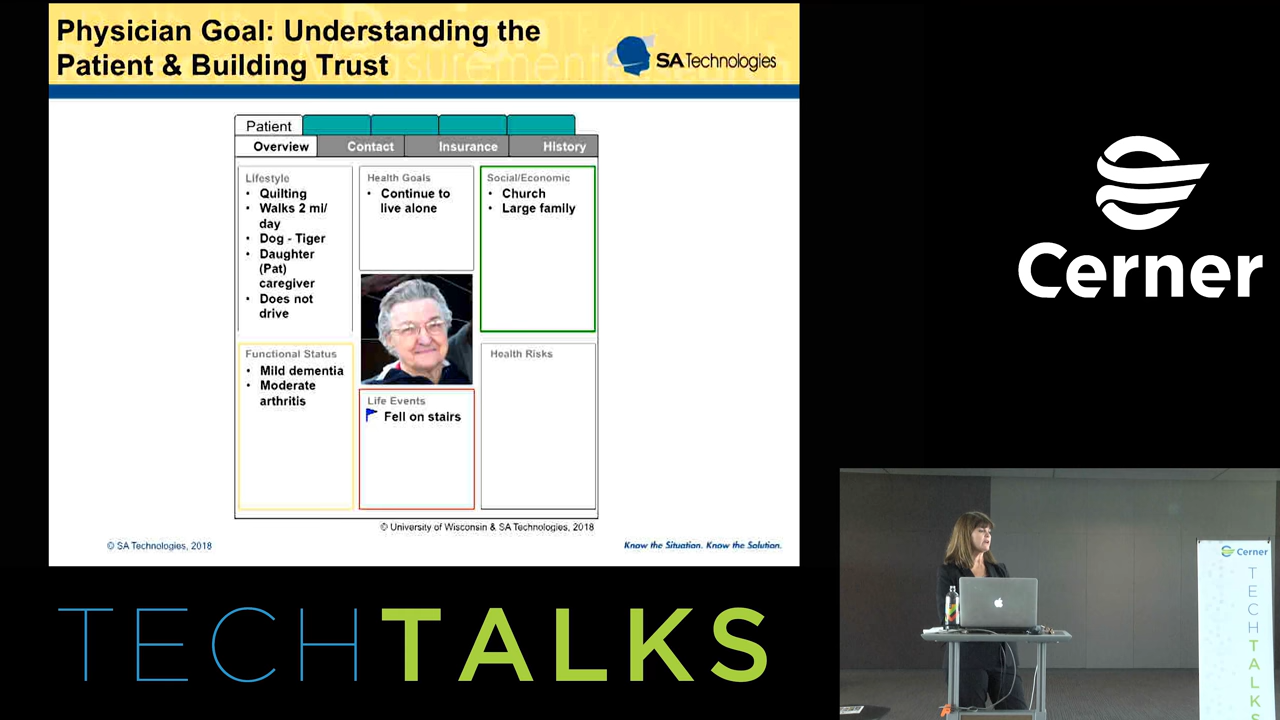 Physician Goal: Understanding the
Patient & Building Trust
SA Technologies
Patient
Overview
Contact
Insurance
History
Lifestyle
• Quilting
• Walks 2 mi/
day
• Dog - Tiger
• Daughter
(Pat)
caregiver
• Does not
drive
Health Goals
• Continue to
live alone
Social/Economic
• Church
• Large family
Functional Status
• Mild dementia
• Moderate
arthritis
Life Events
Fell on stairs
Health Risks
© University of Wisconsin & SA Technologies, 2018
© SA Technologies, 2018
Know the Situation. Know the Solution.
TECHTALKS
Cerner
Cerner
TECHTALKS